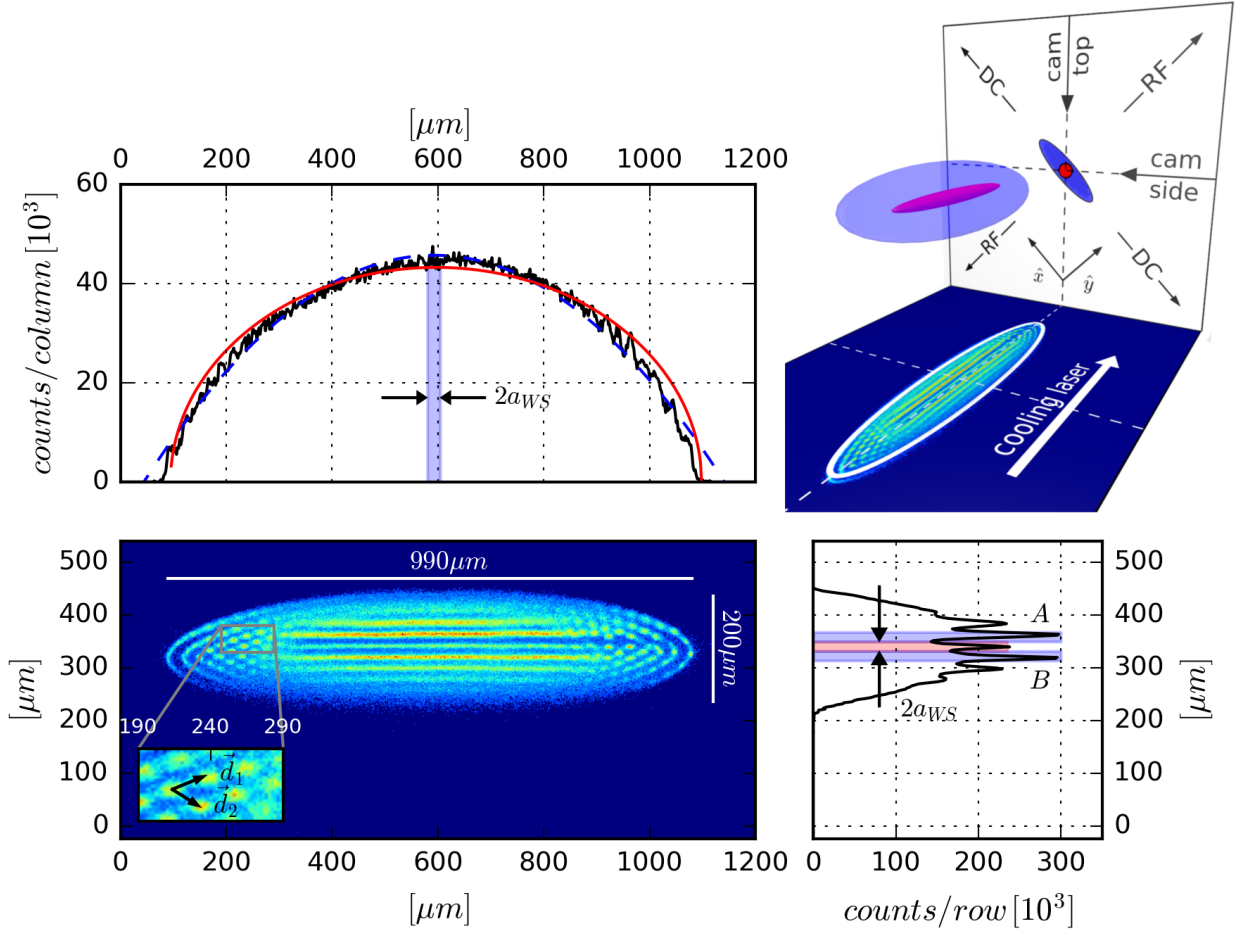 [μm]
0 200 400 600 800 1000 1200
60
40
20
0
counts/column [10³]
2a_WS
cam
top
DC
RF
cam
side
RF
DC
x̂
ŷ
cooling laser
500
400
300
200
100
0
[μm]
990μm
200μm
190 240 290
d⃗₁
d⃗₂
0 200 400 600 800 1000 1200
[μm]
A
B
2a_WS
500
400
300
200
100
0
[μm]
0 100 200 300
counts/row [10³]